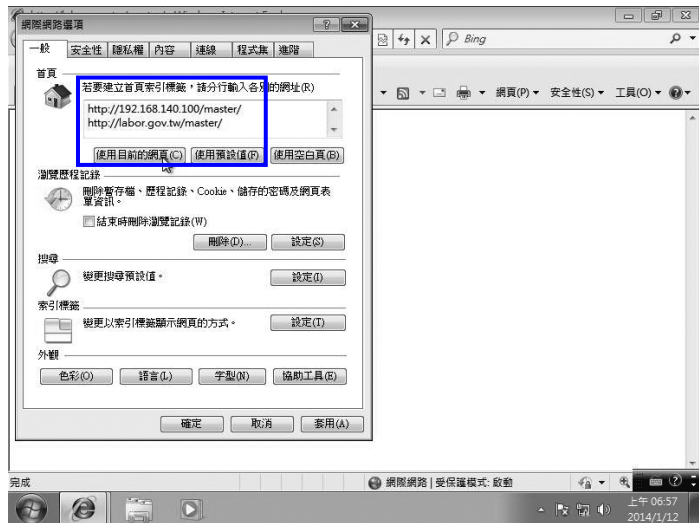 網際網路選項
一般 安全性 隱私權 內容 連線 程式集 進階
Bing
首頁
若要建立首頁索引標籤，請分行輸入各別的網址(R)
網頁(P) 安全性(S) 工具(O)
http://192.168.140.100/master/
http://labor.gov.tw/master/
使用目前的網頁(C) 使用預設值(F) 使用空白頁(B)
瀏覽歷程記錄
刪除暫存檔、歷程記錄、Cookie、儲存的密碼及網頁表
單資訊。
結束時刪除瀏覽記錄(W)
刪除(D)... 設定(S)
搜尋
變更搜尋預設值。 設定(I)
索引標籤
變更以索引標籤顯示網頁的方式。 設定(T)
外觀
色彩(O) 語言(L) 字型(N) 協助工具(E)
確定 取消 套用(A)
完成 網際網路 | 受保護模式: 啟動
上午 06:57
2014/1/12